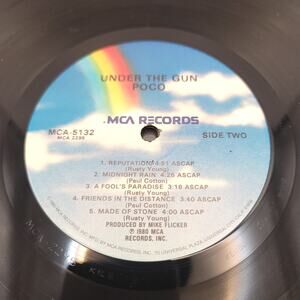 UNDER THE GUN
POCO
MCA RECORDS
MCA-5132
MCA 2298
SIDE TWO
1. REPUTATION 4:51 ASCAP
(Rusty Young)
2. MIDNIGHT RAIN 4:25 ASCAP
(Paul Cotton)
3. A FOOL'S PARADISE 3:16 ASCAP
(Rusty Young)
4. FRIENDS IN THE DISTANCE 3:40 ASCAP
(Paul Cotton)
5. MADE OF STONE 4:00 ASCAP
(Rusty Young)
PRODUCED BY MIKE FLICKER
Ⓟ 1980 MCA
RECORDS, INC.